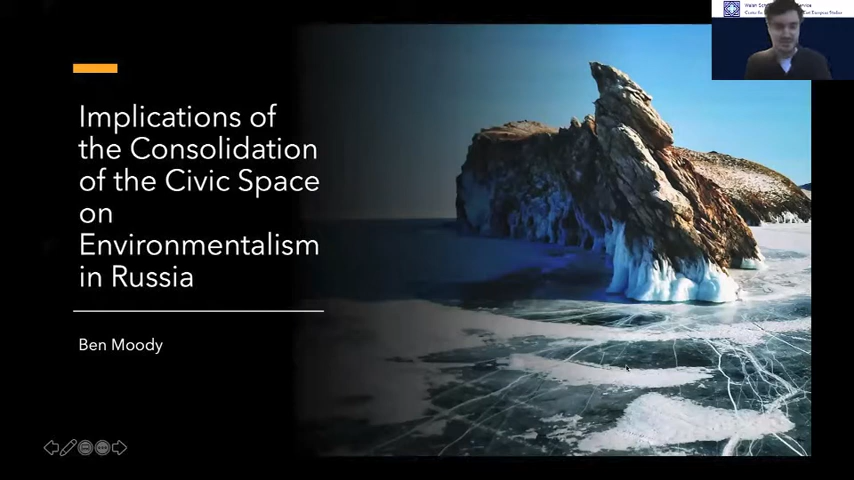 Implications of
the Consolidation
of the Civic Space
on
Environmentalism
in Russia
Ben Moody